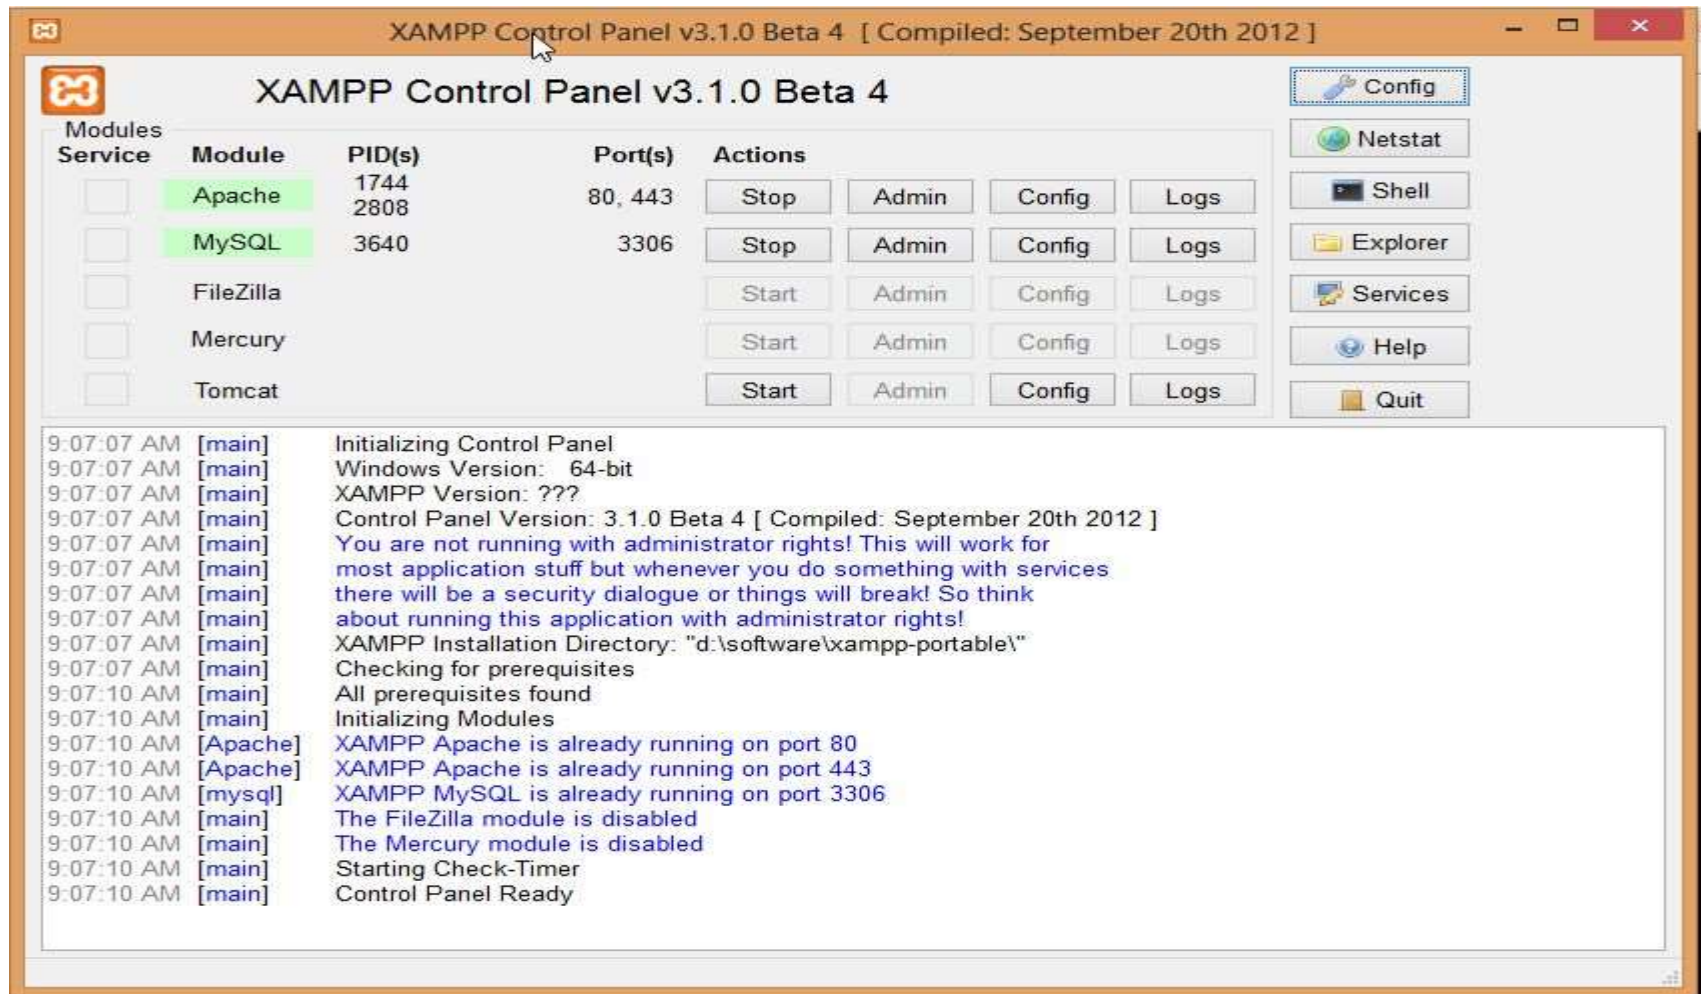 XAMPP Control Panel v3.1.0 Beta 4 [ Compiled: September 20th 2012 ]
XAMPP Control Panel v3.1.0 Beta 4
Config
Modules
Netstat
Service Module PID(s) Port(s) Actions
Apache 1744 2808 80, 443 Stop Admin Config Logs
Shell
MySQL 3640 3306 Stop Admin Config Logs
Explorer
FileZilla Start Admin Config Logs
Services
Mercury Start Admin Config Logs
Help
Tomcat Start Admin Config Logs
Quit
9:07:07 AM [main] Initializing Control Panel
9:07:07 AM [main] Windows Version: 64-bit
9:07:07 AM [main] XAMPP Version: ???
9:07:07 AM [main] Control Panel Version: 3.1.0 Beta 4 [ Compiled: September 20th 2012 ]
9:07:07 AM [main] You are not running with administrator rights! This will work for
9:07:07 AM [main] most application stuff but whenever you do something with services
9:07:07 AM [main] there will be a security dialogue or things will break! So think
9:07:07 AM [main] about running this application with administrator rights!
9:07:07 AM [main] XAMPP Installation Directory: "d:\software\xampp-portable\"
9:07:07 AM [main] Checking for prerequisites
9:07:10 AM [main] All prerequisites found
9:07:10 AM [main] Initializing Modules
9:07:10 AM [Apache] XAMPP Apache is already running on port 80
9:07:10 AM [Apache] XAMPP Apache is already running on port 443
9:07:10 AM [mysql] XAMPP MySQL is already running on port 3306
9:07:10 AM [main] The FileZilla module is disabled
9:07:10 AM [main] The Mercury module is disabled
9:07:10 AM [main] Starting Check-Timer
9:07:10 AM [main] Control Panel Ready